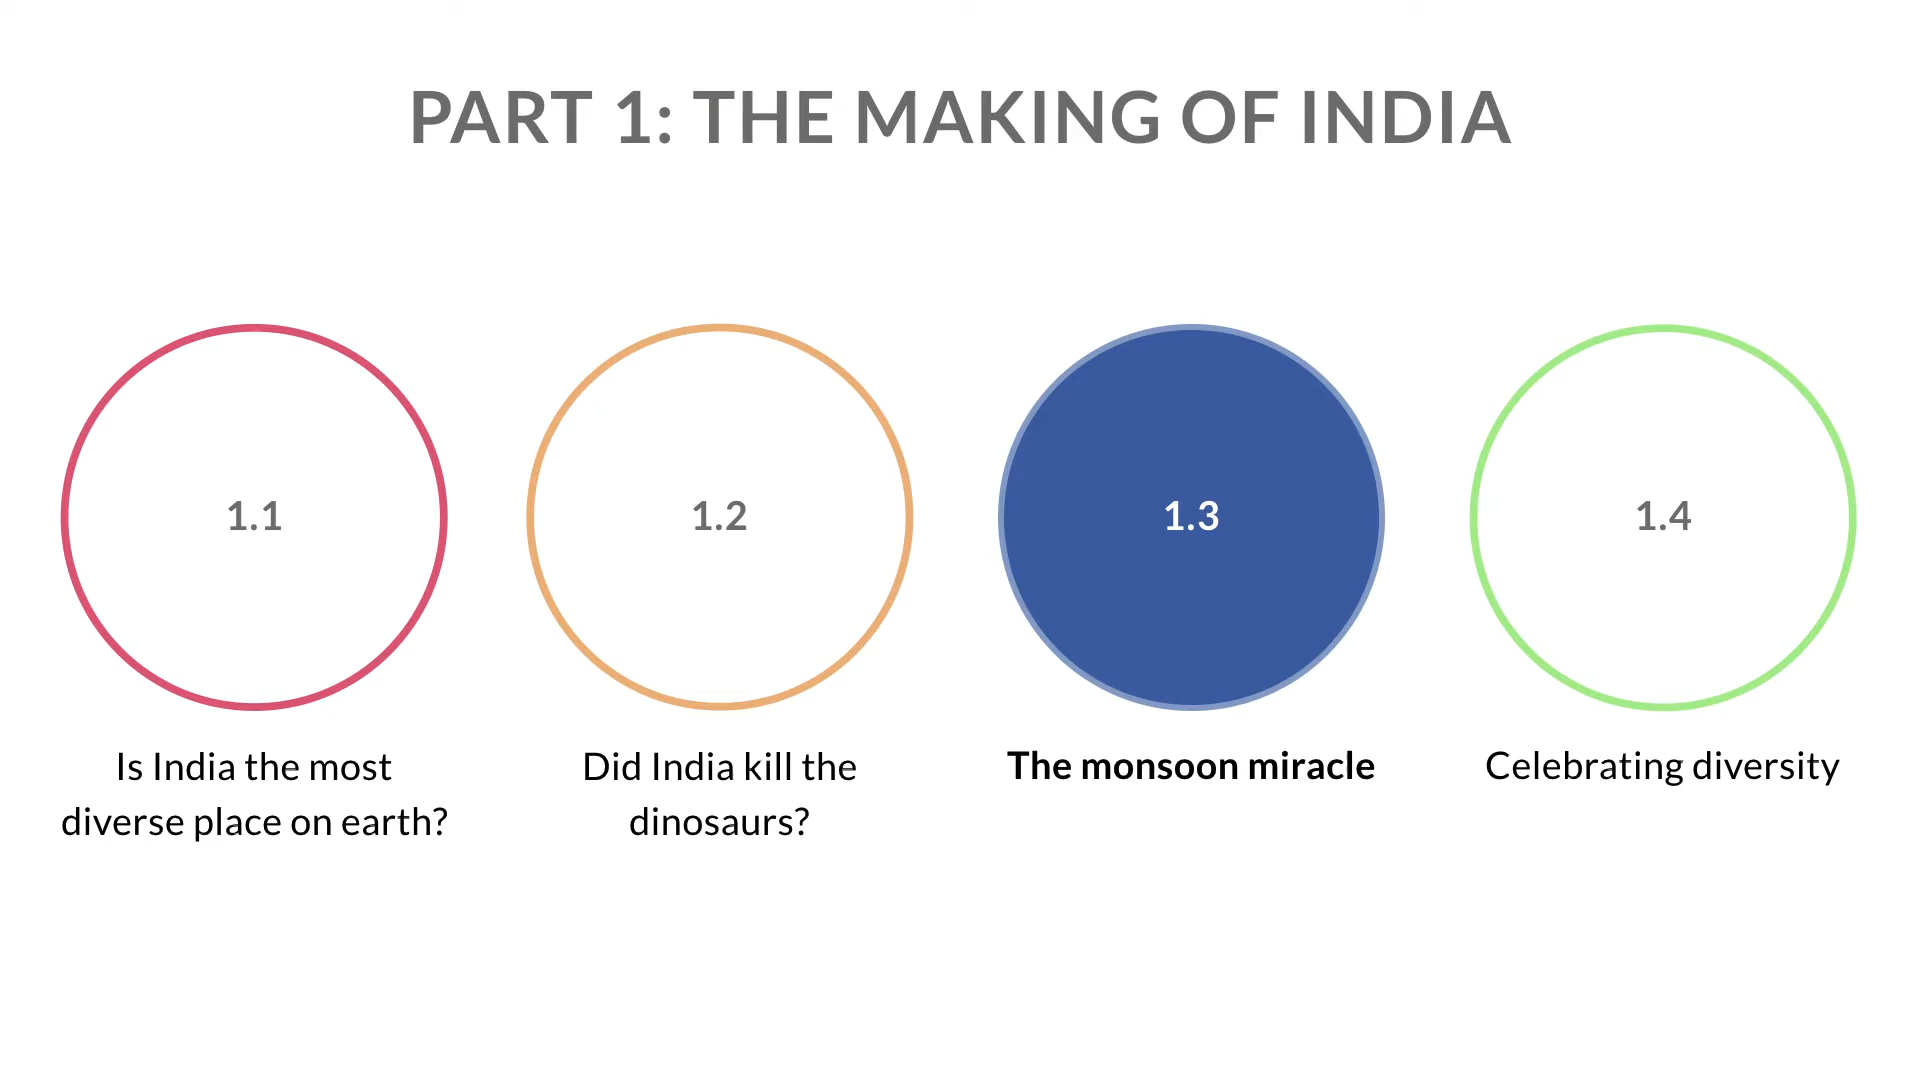 PART 1: THE MAKING OF INDIA
1.1
1.2
1.3
1.4
Is India the most
diverse place on earth?
Did India kill the
dinosaurs?
The monsoon miracle
Celebrating diversity